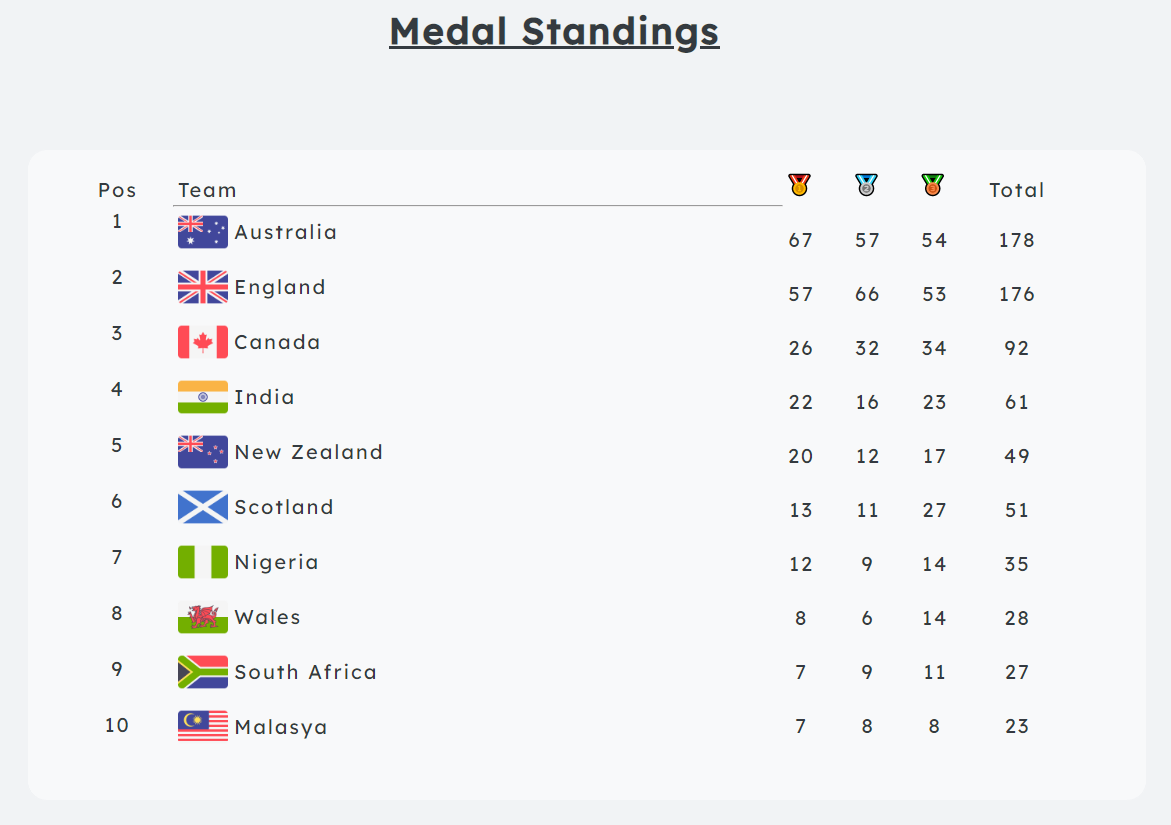 Medal Standings
Pos Team Total
1 Australia 67 57 54 178
2 England 57 66 53 176
3 Canada 26 32 34 92
4 India 22 16 23 61
5 New Zealand 20 12 17 49
6 Scotland 13 11 27 51
7 Nigeria 12 9 14 35
8 Wales 8 6 14 28
9 South Africa 7 9 11 27
10 Malasya 7 8 8 23